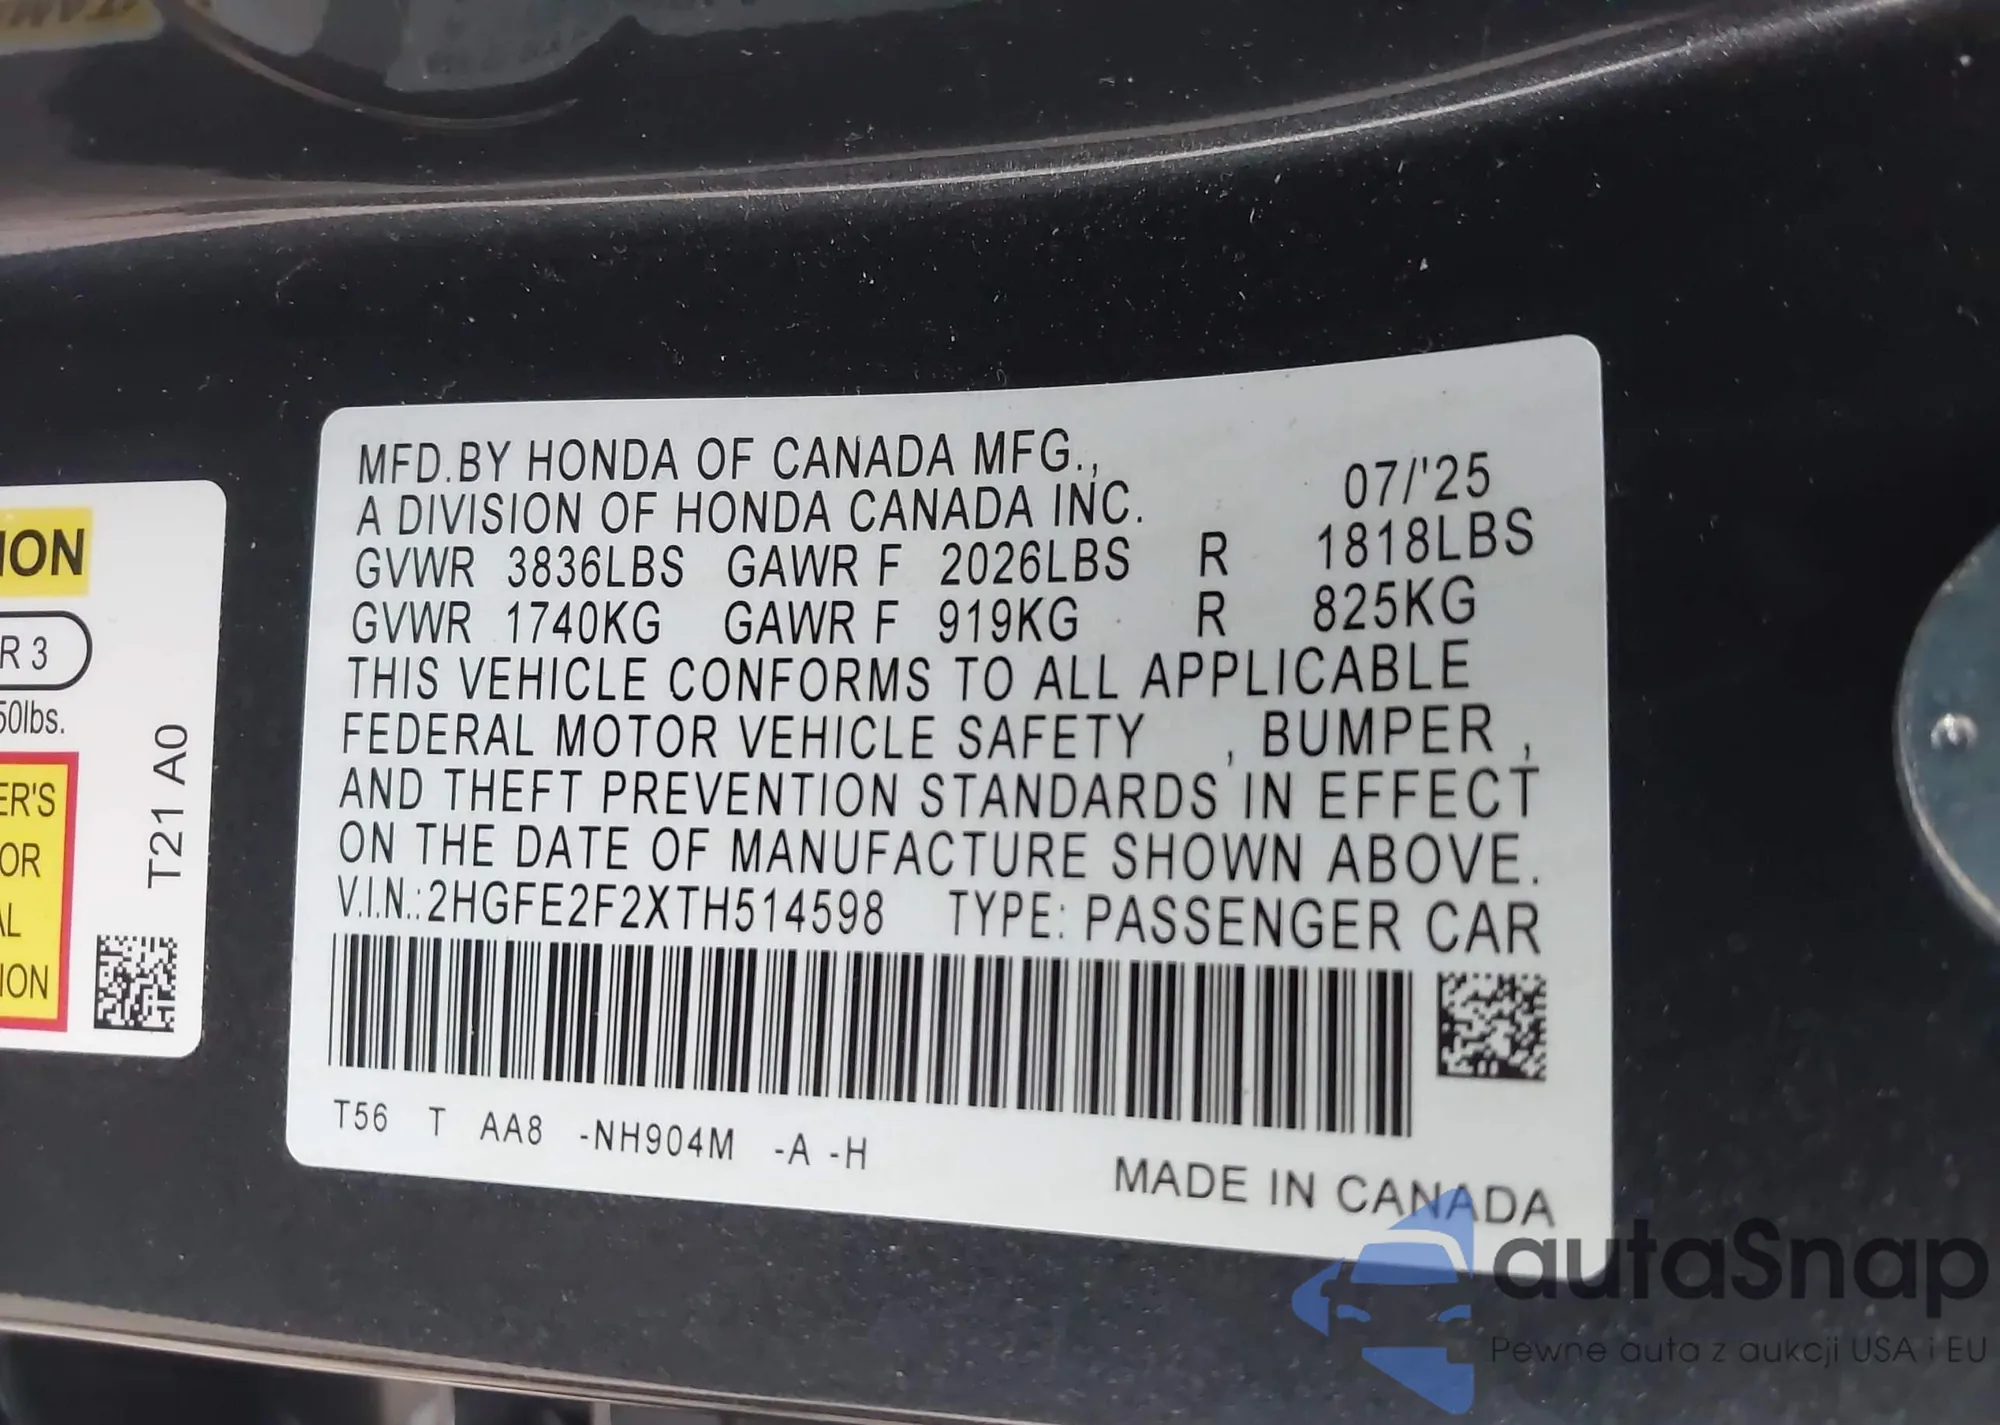 MFD.BY HONDA OF CANADA MFG.,
A DIVISION OF HONDA CANADA INC. 07/'25
GVWR 3836LBS GAWR F 2026LBS R 1818LBS
GVWR 1740KG GAWR F 919KG R 825KG
THIS VEHICLE CONFORMS TO ALL APPLICABLE
FEDERAL MOTOR VEHICLE SAFETY , BUMPER ,
AND THEFT PREVENTION STANDARDS IN EFFECT
ON THE DATE OF MANUFACTURE SHOWN ABOVE.
V.I.N.:2HGFE2F2XTH514598 TYPE: PASSENGER CAR
T56 T AA8 -NH904M -A -H
MADE IN CANADA
ION
R 3
50lbs.
ER'S
OR
AL
ION
T21 A0
autaSnap
Pewne auta z aukcji USA i EU